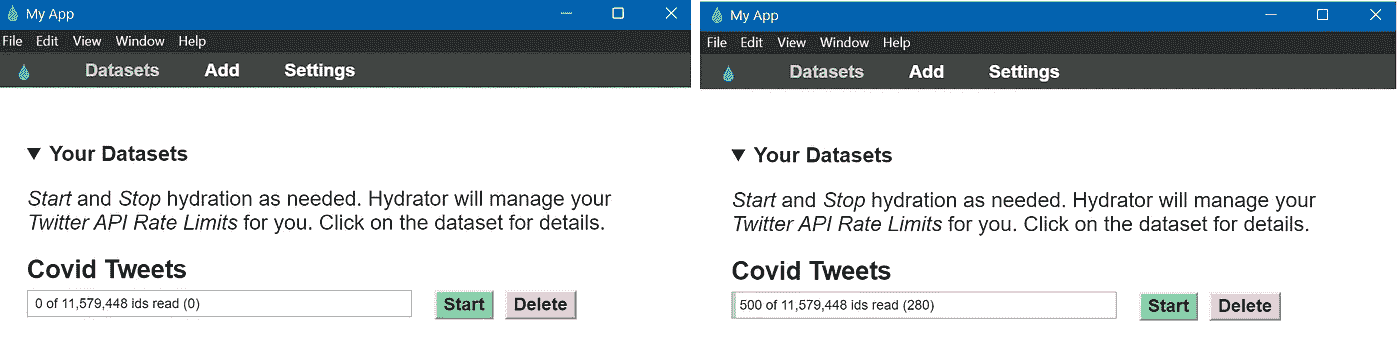 My App
File Edit View Window Help
Datasets Add Settings
Your Datasets
Start and Stop hydration as needed. Hydrator will manage your
Twitter API Rate Limits for you. Click on the dataset for details.
Covid Tweets
0 of 11,579,448 ids read (0) Start Delete
My App
File Edit View Window Help
Datasets Add Settings
Your Datasets
Start and Stop hydration as needed. Hydrator will manage your
Twitter API Rate Limits for you. Click on the dataset for details.
Covid Tweets
500 of 11,579,448 ids read (280) Start Delete